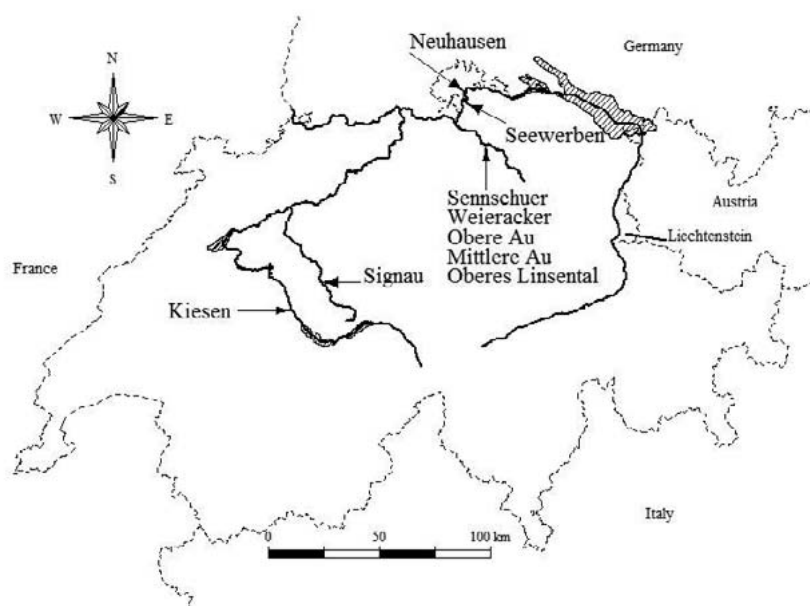 Neuhausen
Germany
N
W
E
S
Seewerben
Sennschuer
Weieracker
Obere Au
Mittlere Au
Oberes Linsental
Austria
Liechtenstein
France
Signau
Kiesen
Italy
0
50
100 km